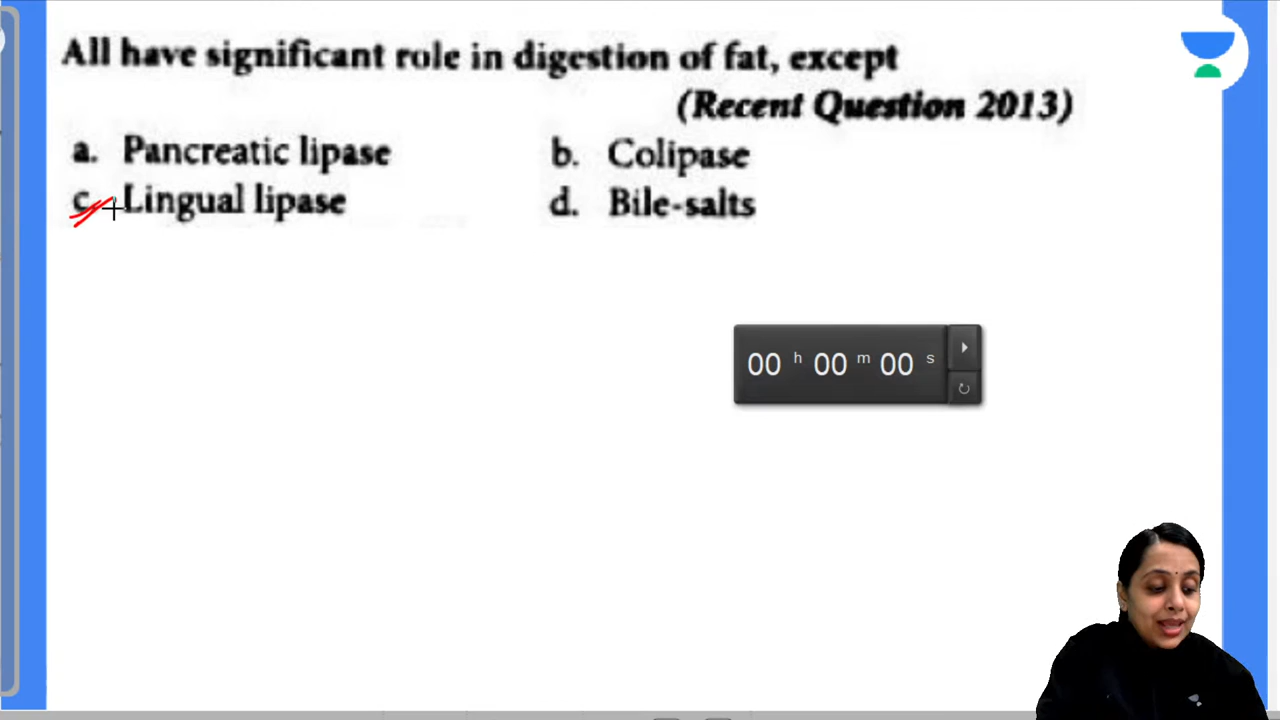 All have significant role in digestion of fat, except
(Recent Question 2013)
a. Pancreatic lipase b. Colipase
c. Lingual lipase d. Bile-salts
00 h 00 m 00 s